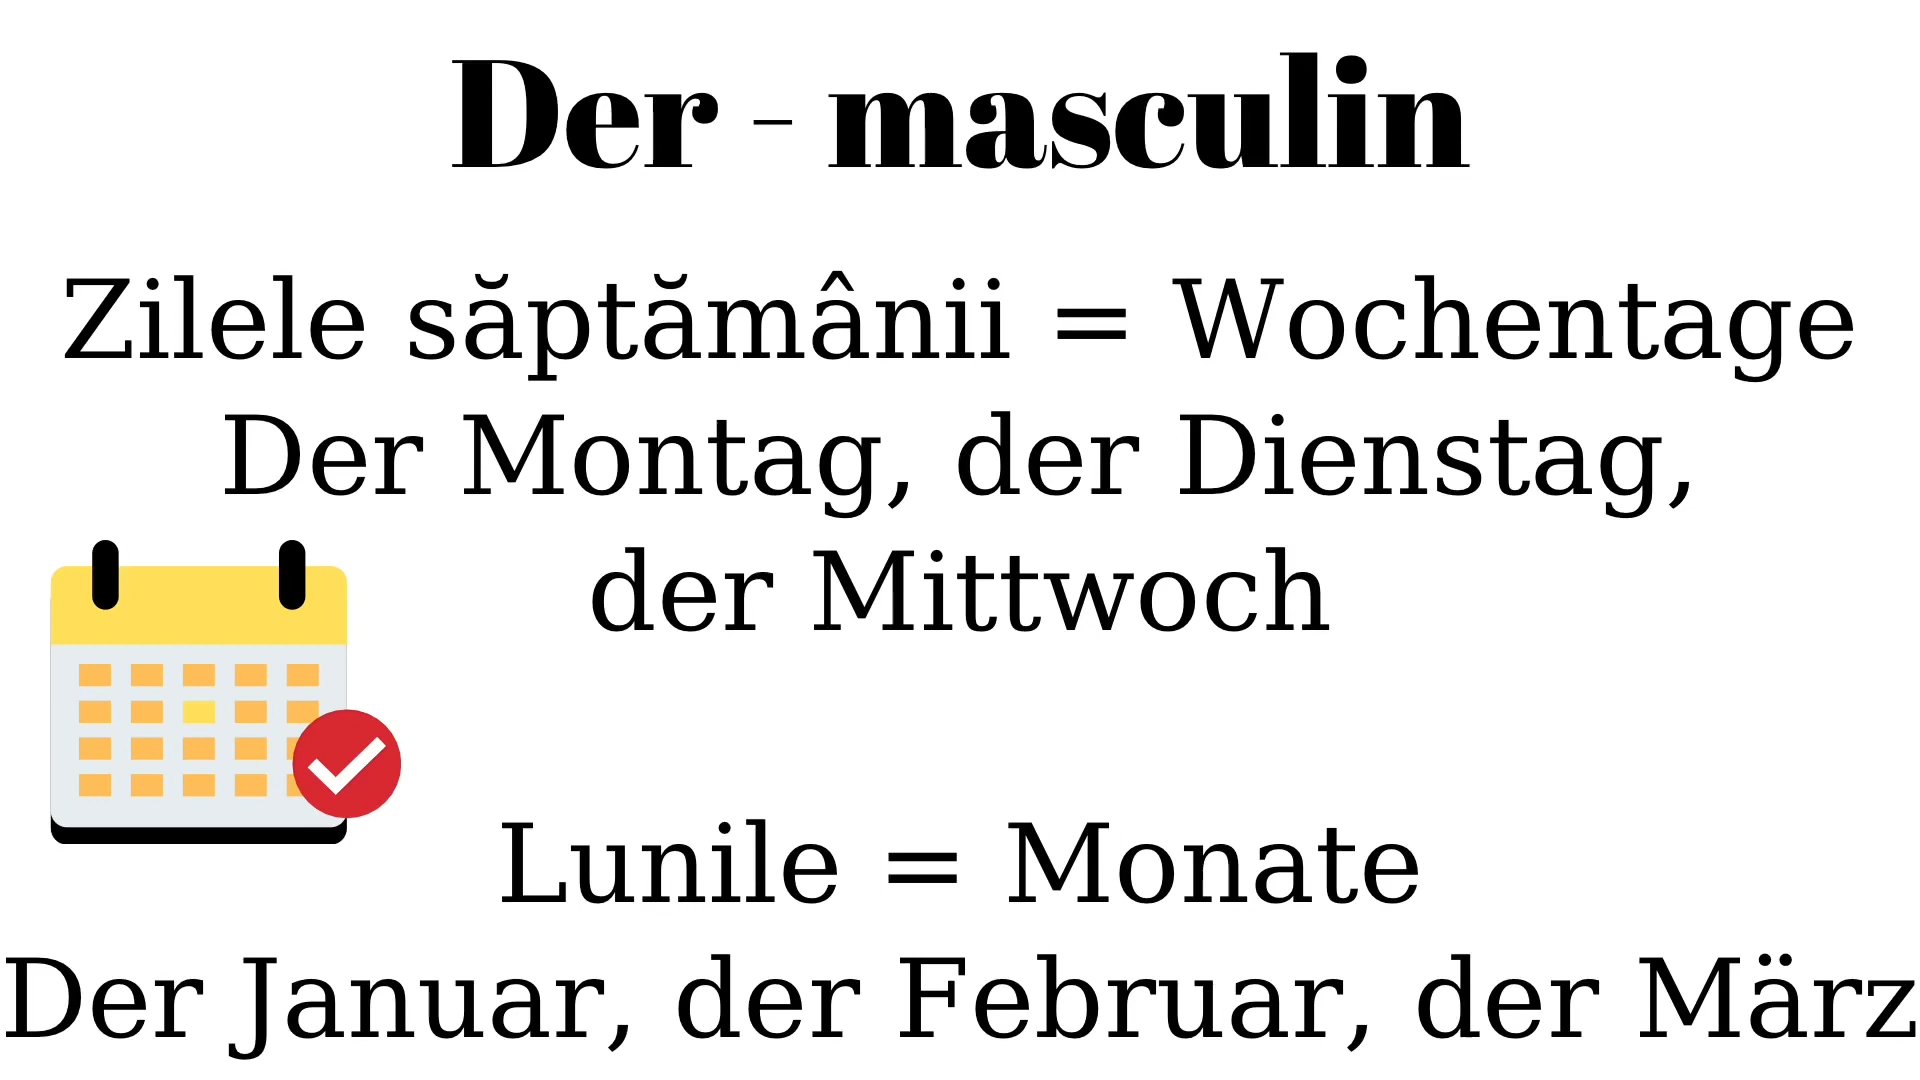 Der - masculin
Zilele săptămânii = Wochentage
Der Montag, der Dienstag,
der Mittwoch
Lunile = Monate
Der Januar, der Februar, der März